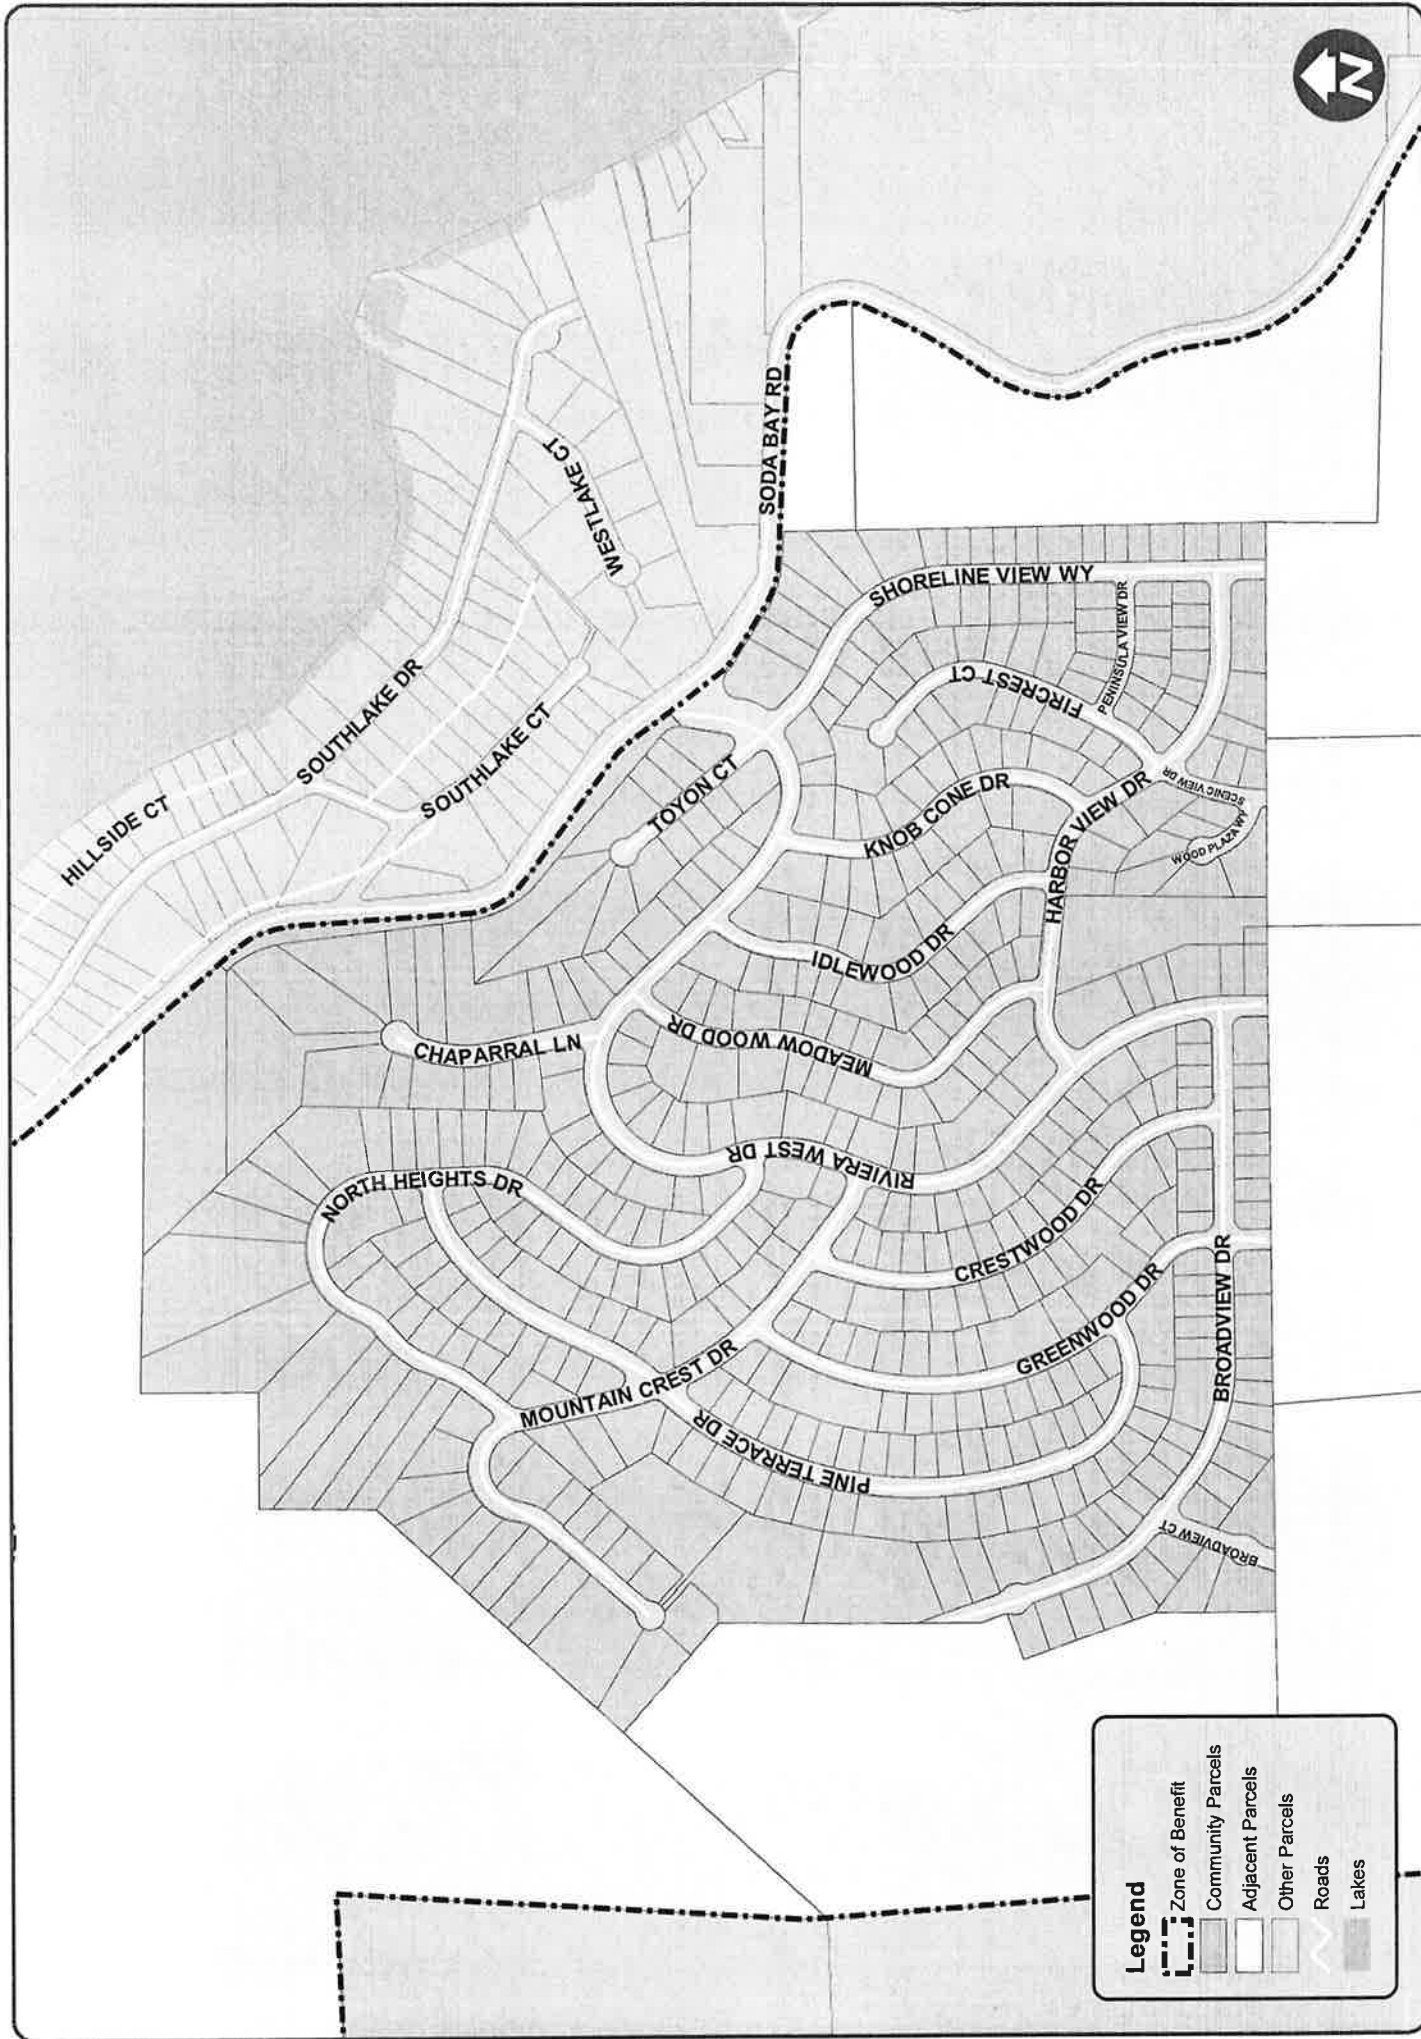 N
HILLSIDE CT
SOUTHLAKE DR
SOUTHLAKE CT
WESTLAKE CT
SODA BAY RD
TOYON CT
SHORELINE VIEW WY
PENINSULA VIEW DR
FIRCREST CT
KNOB CONE DR
HARBOR VIEW DR
SCENIC VIEW DR
WOOD PLAZA WY
IDLEWOOD DR
MEADOW WOOD DR
CHAPARRAL LN
RIVIERA WEST DR
NORTH HEIGHTS DR
CRESTWOOD DR
GREENWOOD DR
BROADVIEW DR
MOUNTAIN CREST DR
PINE TERRACE DR
BROADVIEW CT
Legend
Zone of Benefit
Community Parcels
Adjacent Parcels
Other Parcels
Roads
Lakes